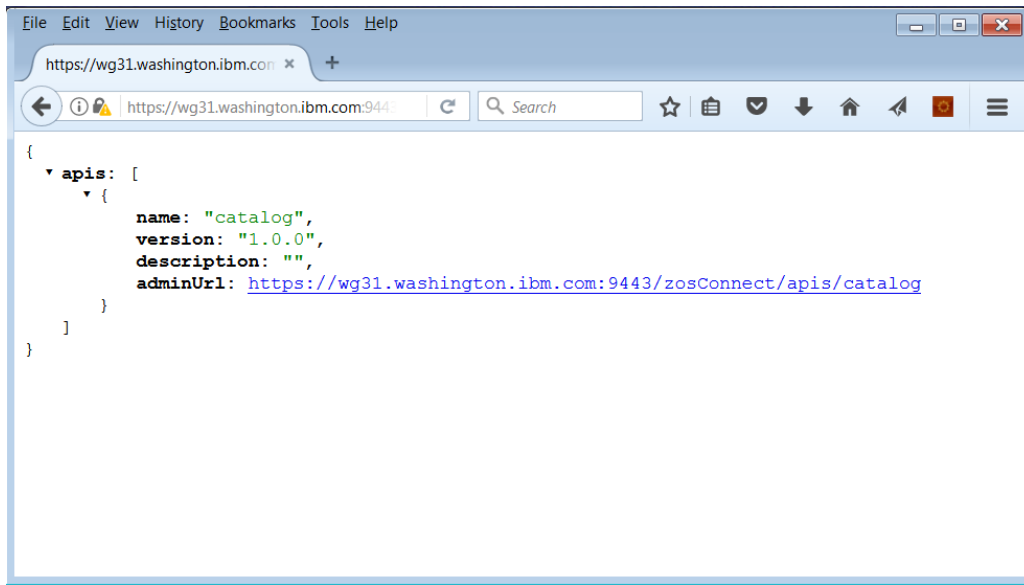 File Edit View History Bookmarks Tools Help
https://wg31.washington.ibm.com
https://wg31.washington.ibm.com:944
Search
{
apis: [
{
name: "catalog",
version: "1.0.0",
description: "",
adminUrl: https://wg31.washington.ibm.com:9443/zosConnect/apis/catalog
}
]
}